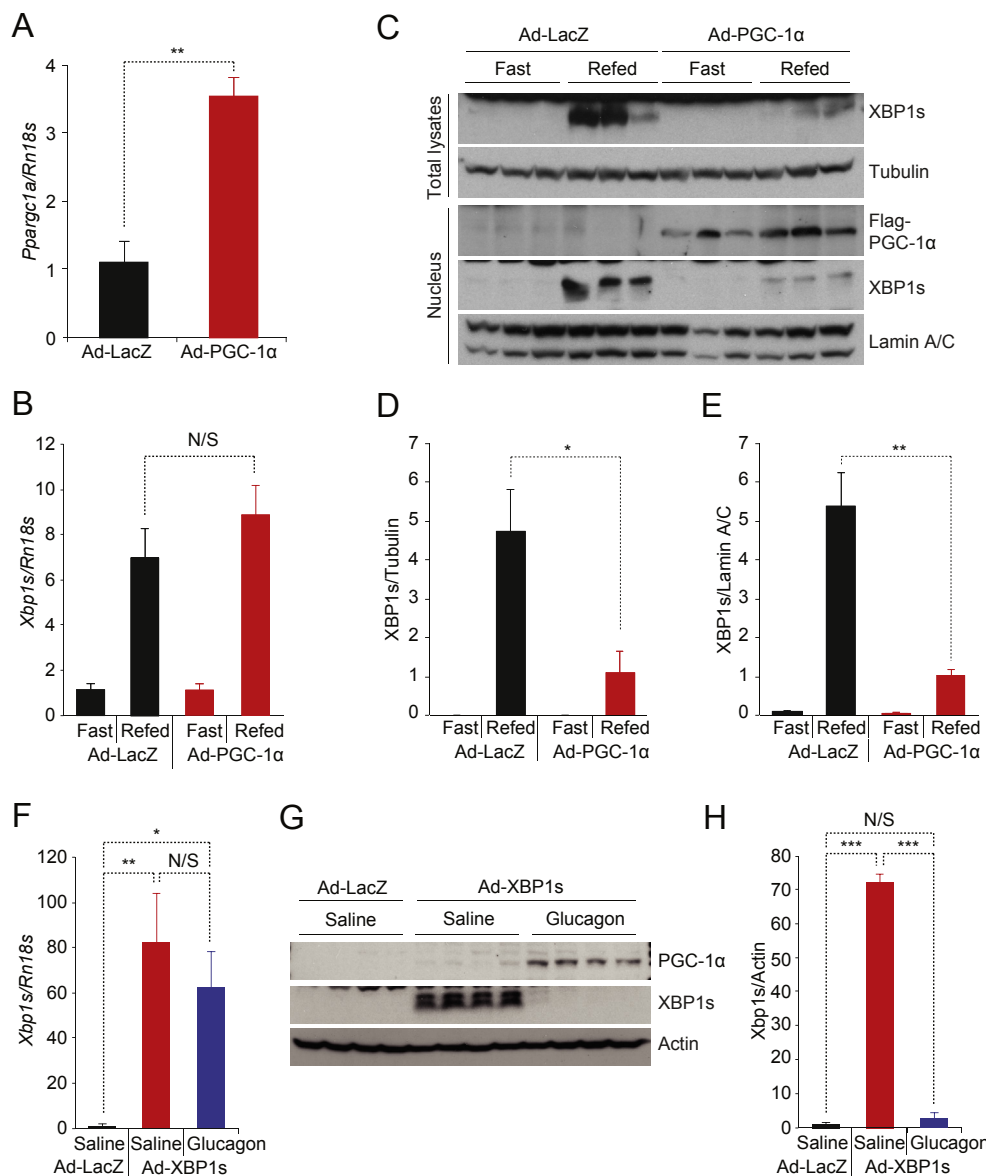 A
**
4
3
2
1
0
Ppargc1a/Rn18s
Ad-LacZ Ad-PGC-1α
C
Ad-LacZ Ad-PGC-1α
Fast Refed Fast Refed
Total lysates
XBP1s
Tubulin
Nucleus
Flag-
PGC-1α
XBP1s
Lamin A/C
B
N/S
12
10
8
6
4
2
0
Xbp1s/Rn18s
Fast Refed Fast Refed
Ad-LacZ Ad-PGC-1α
D
*
7
6
5
4
3
2
1
0
XBP1s/Tubulin
Fast Refed Fast Refed
Ad-LacZ Ad-PGC-1α
E
**
7
6
5
4
3
2
1
0
XBP1s/Lamin A/C
Fast Refed Fast Refed
Ad-LacZ Ad-PGC-1α
F
*
** N/S
120
100
80
60
40
20
0
Xbp1s/Rn18s
Saline Saline Glucagon
Ad-LacZ Ad-XBP1s
G
Ad-LacZ Ad-XBP1s
Saline Saline Glucagon
PGC-1α
XBP1s
Actin
H
N/S
*** ***
80
70
60
50
40
30
20
10
0
Xbp1s/Actin
Saline Saline Glucagon
Ad-LacZ Ad-XBP1s